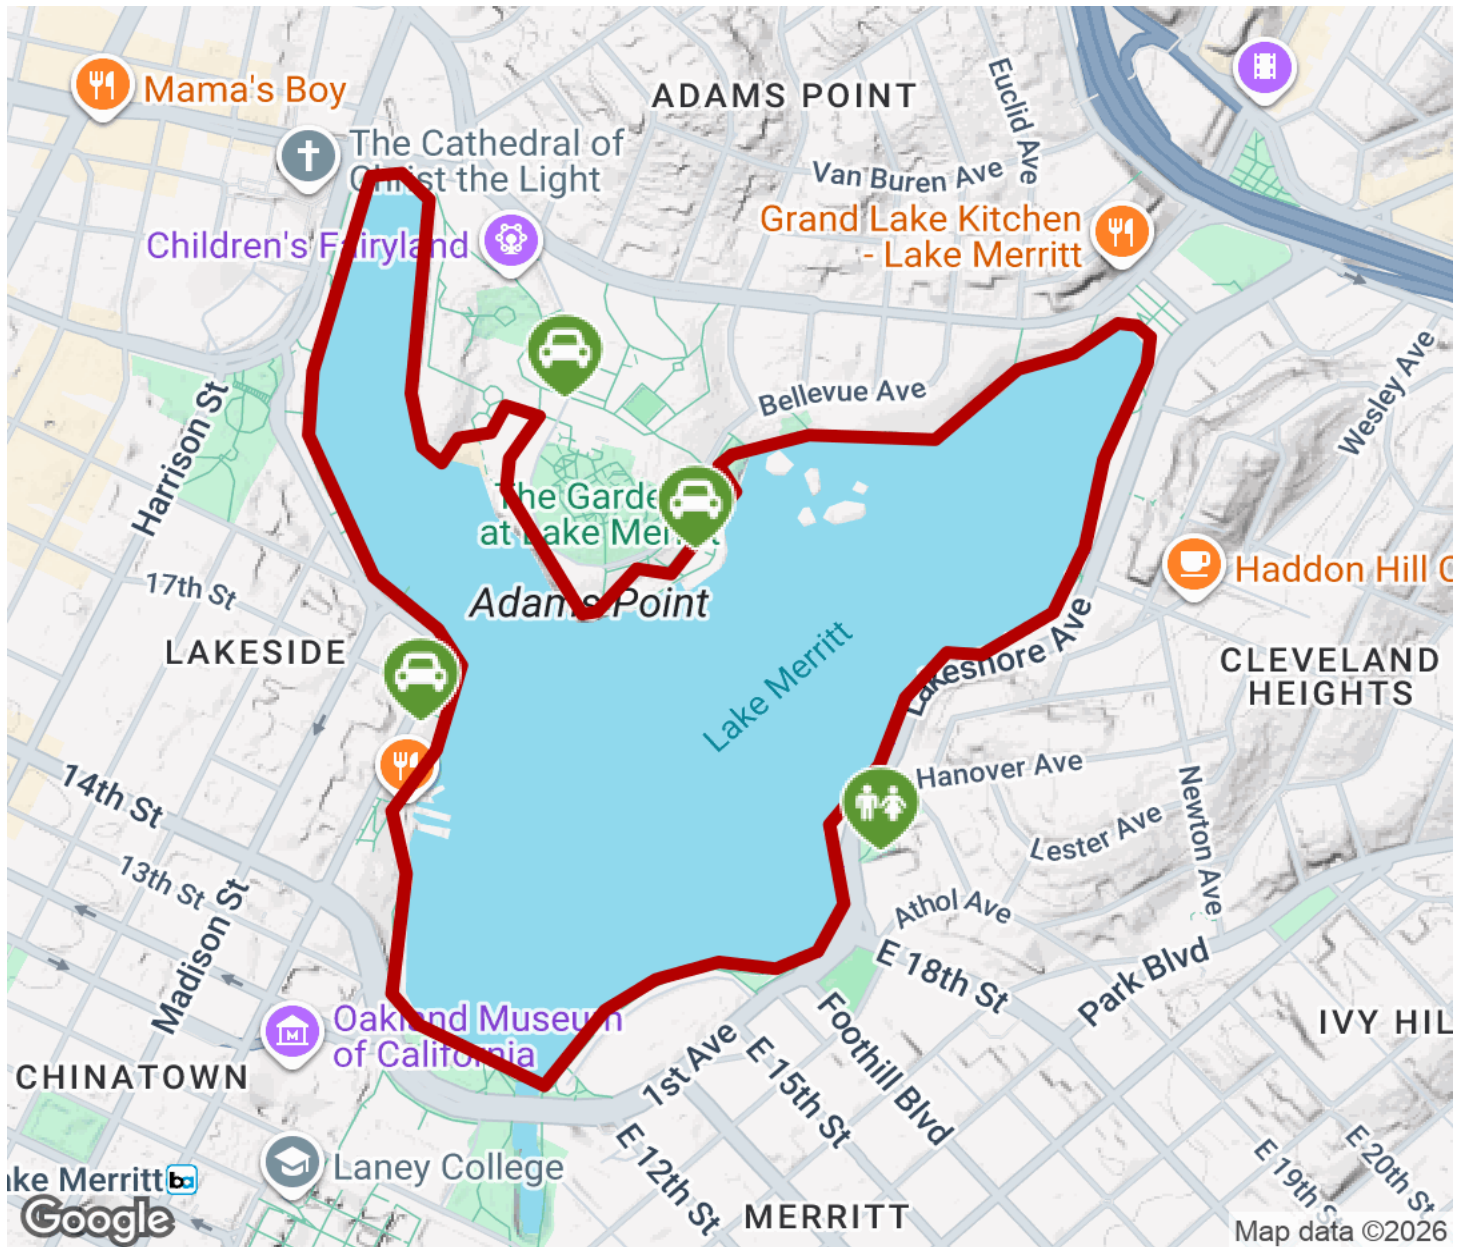 ADAMS POINT
Euclid Ave
Mama's Boy
The Cathedral of
Christ the Light
Van Buren Ave
Grand Lake Kitchen
- Lake Merritt
Children's Fairyland
Harrison St
Bellevue Ave
Wesley Ave
at Lake
Adams Point
17th St
Haddon Hill
LAKESIDE
Lake Merritt
Lakeshore Ave
CLEVELAND
HEIGHTS
14th St
Hanover Ave
Newton Ave
Lester Ave
13th St
Madison St
Athol Ave
E 18th St
Park Blvd
Oakland Museum
of California
M
1st Ave
E 15th St
Foothill Blvd
IVY HIL
CHINATOWN
Laney College
E 12th St
E 19th St
E 20th St
ake Merritt ba
MERRITT
Google
Map data ©2026